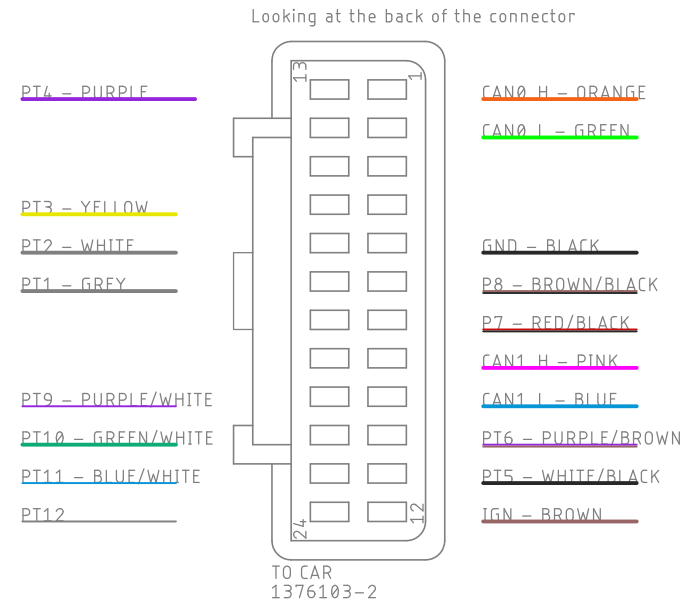 Looking at the back of the connector
13
1
PT4 - PURPLE
CAN0 H - ORANGE
CAN0 L - GREEN
PT3 - YELLOW
PT2 - WHITE
GND - BLACK
PT1 - GREY
P8 - BROWN/BLACK
P7 - RED/BLACK
CAN1 H - PINK
PT9 - PURPLE/WHITE
CAN1 L - BLUE
PT10 - GREEN/WHITE
PT6 - PURPLE/BROWN
PT11 - BLUE/WHITE
PT5 - WHITE/BLACK
PT12
IGN - BROWN
24
12
TO CAR
1376103-2